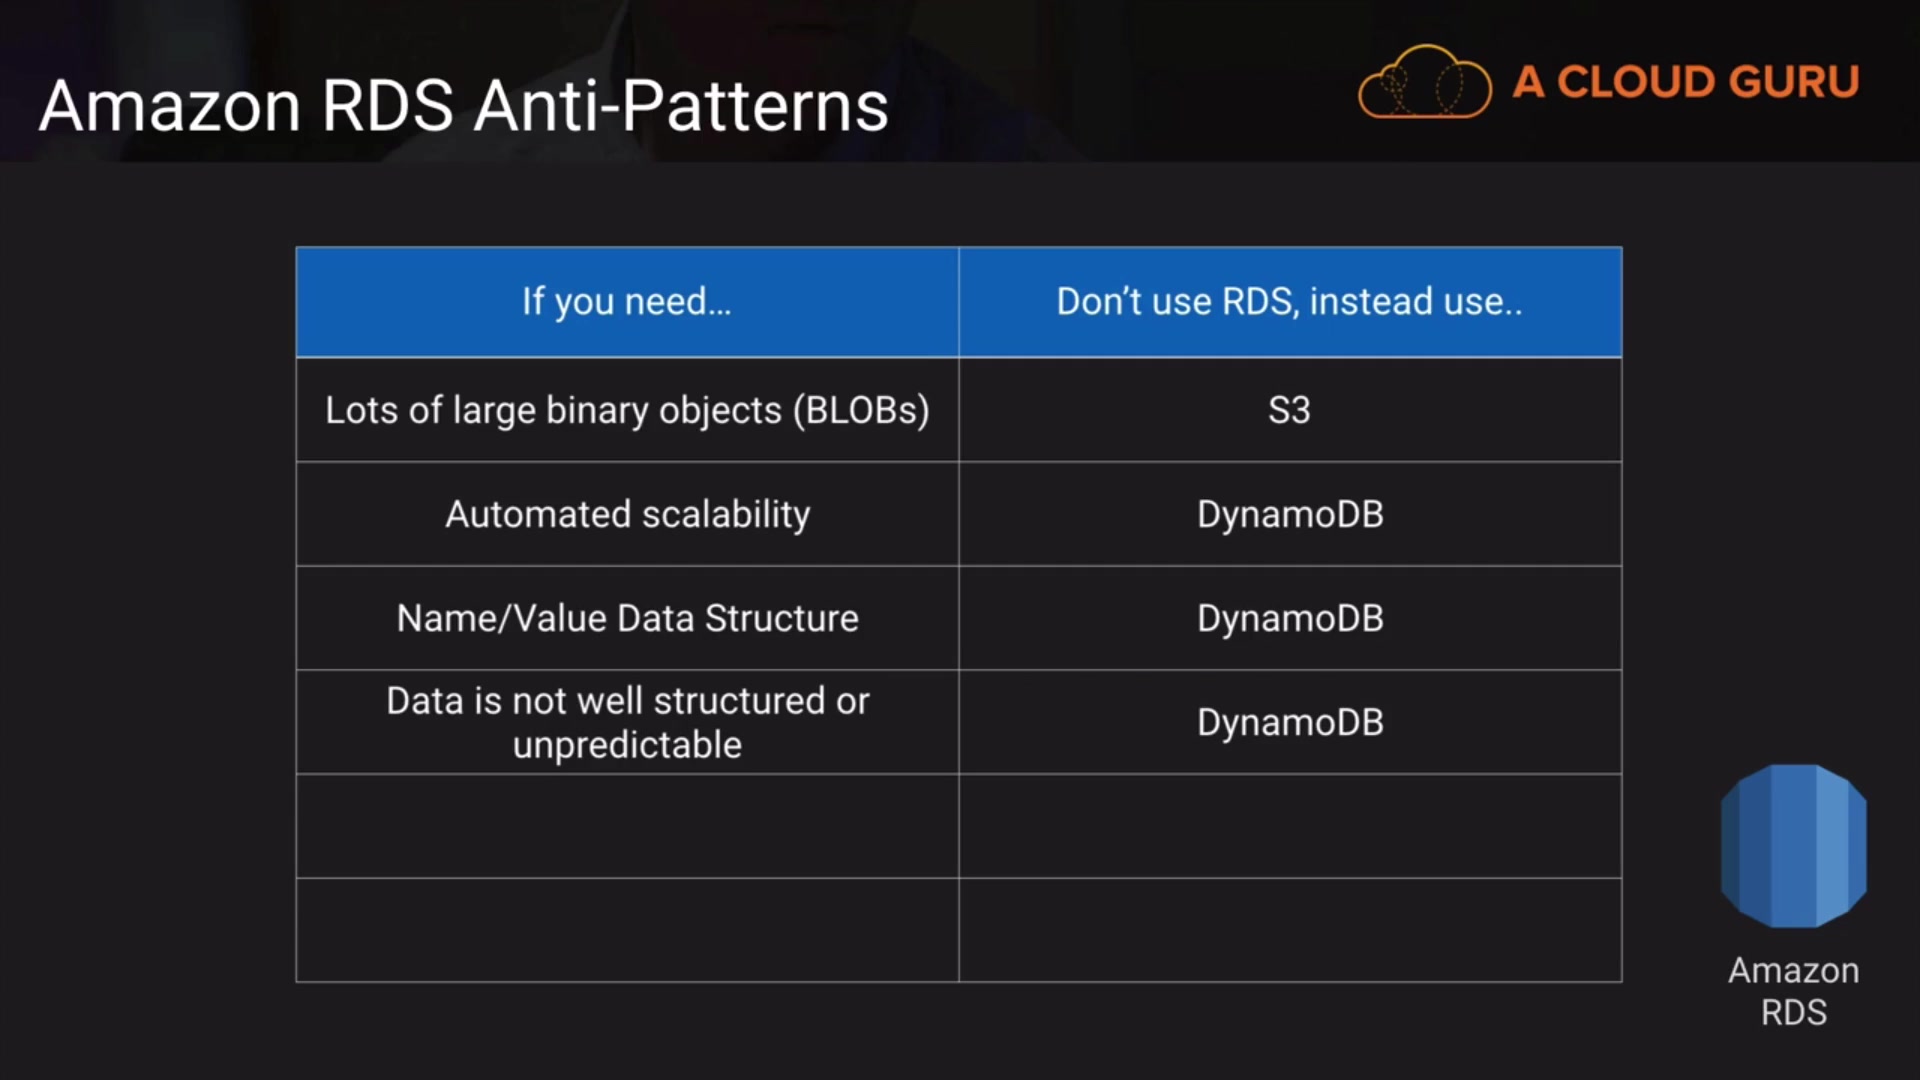 Amazon RDS Anti-Patterns
A CLOUD GURU
If you need...
Don't use RDS, instead use..
Lots of large binary objects (BLOBs)
S3
Automated scalability
DynamoDB
Name/Value Data Structure
DynamoDB
Data is not well structured or
unpredictable
DynamoDB
Amazon
RDS